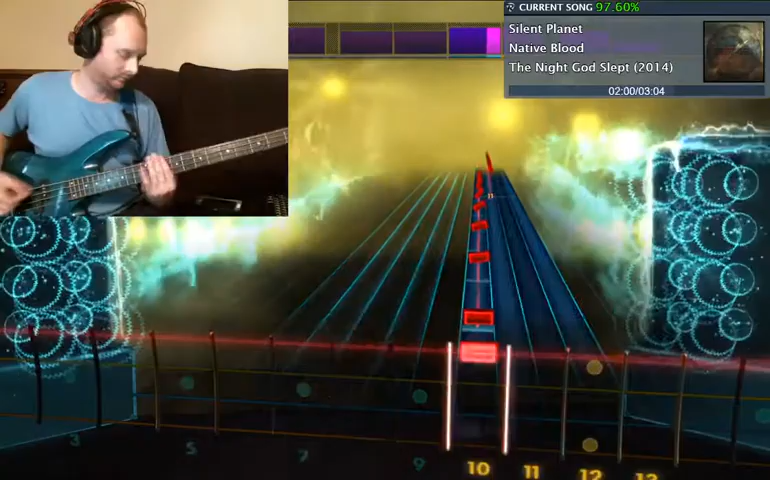 CURRENT SONG 97.60%
Silent Planet
Native Blood
The Night God Slept (2014)
02:00/03:04
3 5 7 9 10 11 12 13